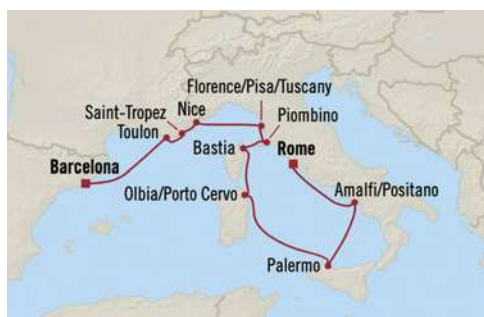 Florence/Pisa/Tuscany
Saint-Tropez
Nice
Piombino
Toulon
Bastia
Rome
Barcelona
Olbia/Porto Cervo
Amalfi/Positano
Palermo